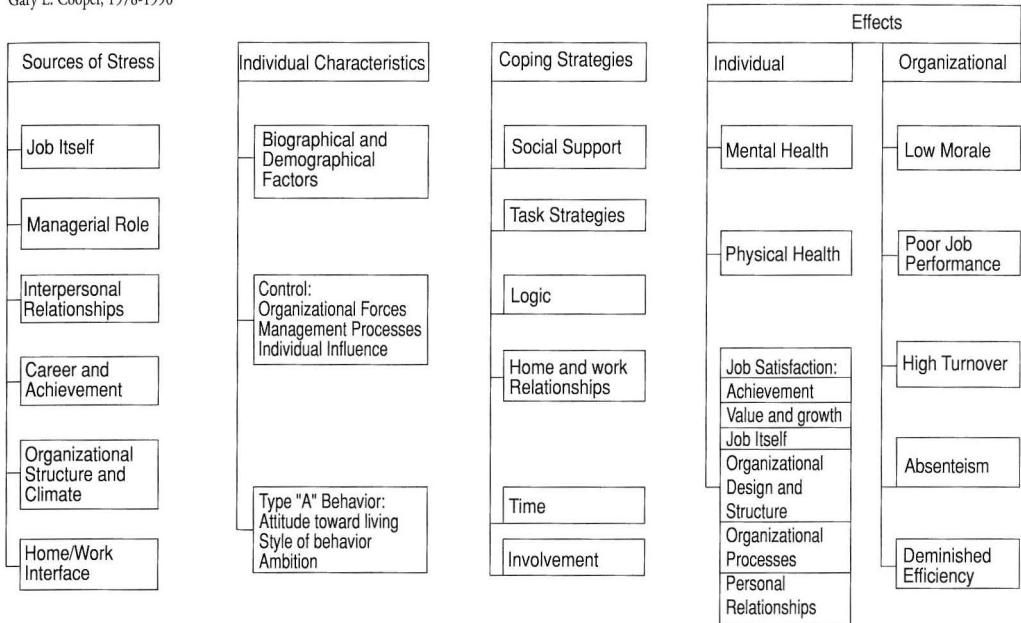 Gary L. Cooper, 1978-1990
Effects
Sources of Stress
Job Itself
Managerial Role
Interpersonal
Relationships
Career and
Achievement
Organizational
Structure and
Climate
Home/Work
Interface
Individual Characteristics
Biographical and
Demographical
Factors
Control:
Organizational Forces
Management Processes
Individual Influence
Type "A" Behavior:
Attitude toward living
Style of behavior
Ambition
Coping Strategies
Social Support
Task Strategies
Logic
Home and work
Relationships
Time
Involvement
Individual
Mental Health
Physical Health
Job Satisfaction:
Achievement
Value and growth
Job Itself
Organizational
Design and
Structure
Organizational
Processes
Personal
Relationships
Organizational
Low Morale
Poor Job
Performance
High Turnover
Absenteism
Deminished
Efficiency